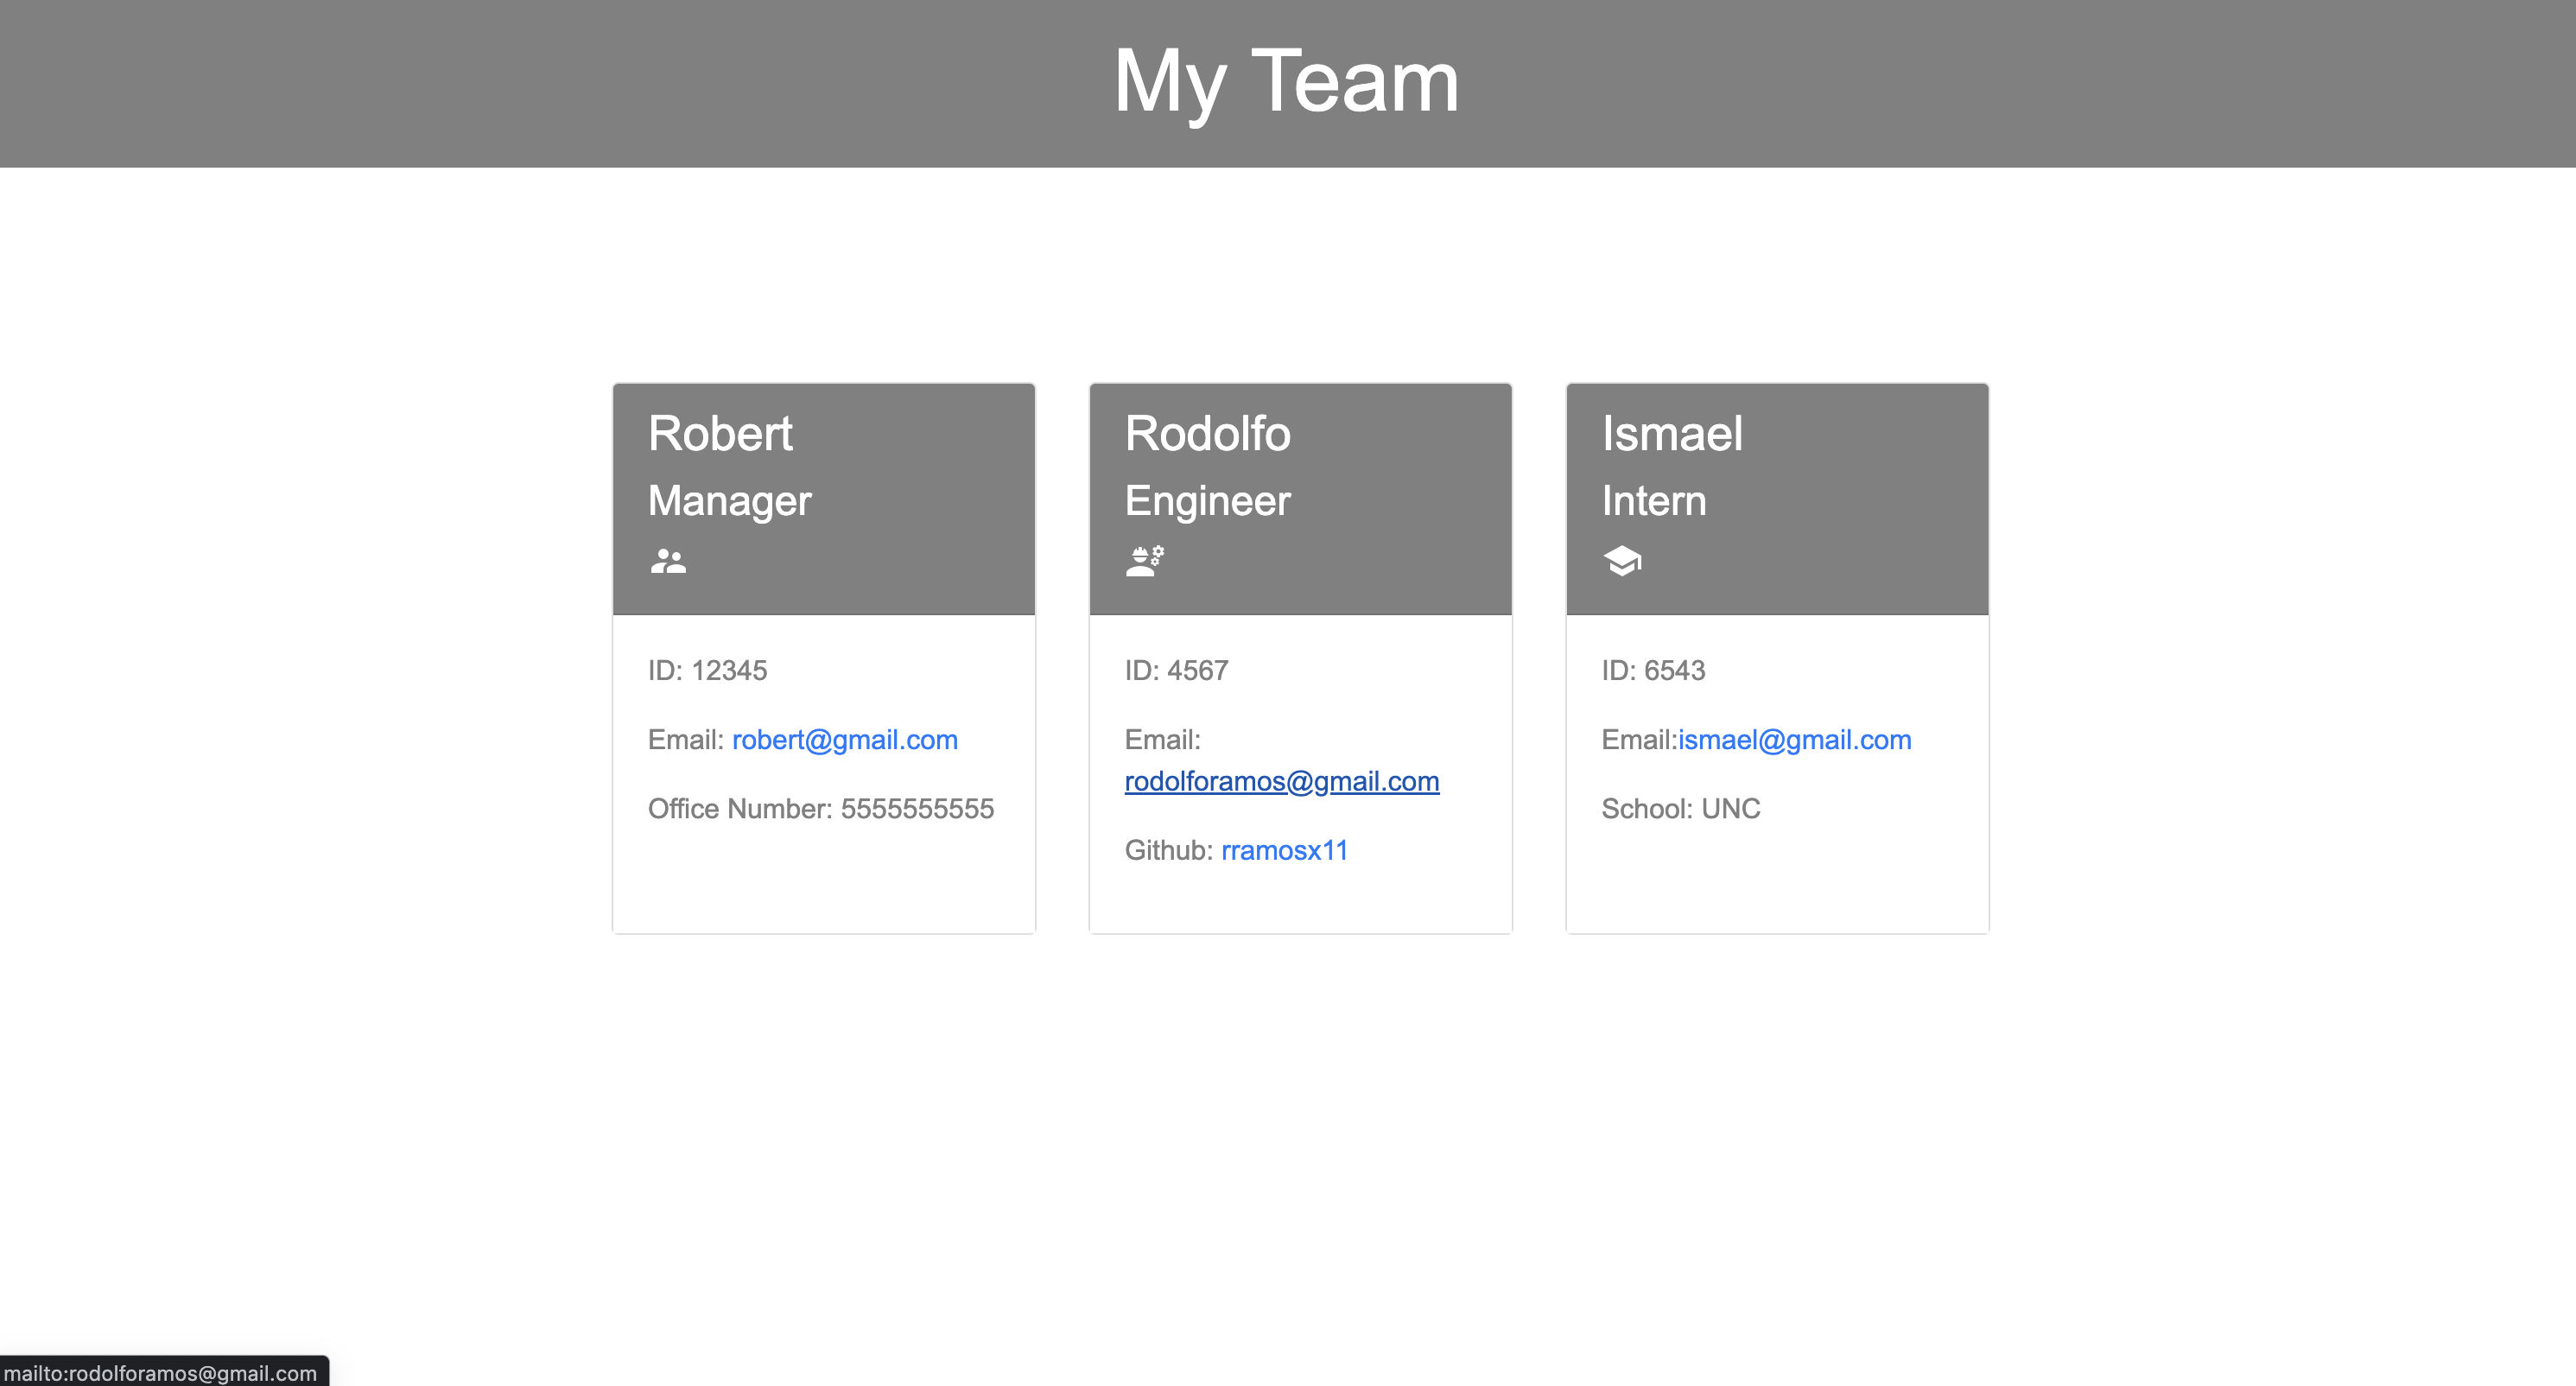 My Team
Robert
Manager
ID: 12345
Email: robert@gmail.com
Office Number: 5555555555
Rodolfo
Engineer
ID: 4567
Email:
rodolforamos@gmail.com
Github: rramosx11
Ismael
Intern
ID: 6543
Email:ismael@gmail.com
School: UNC
mailto:rodolforamos@gmail.com